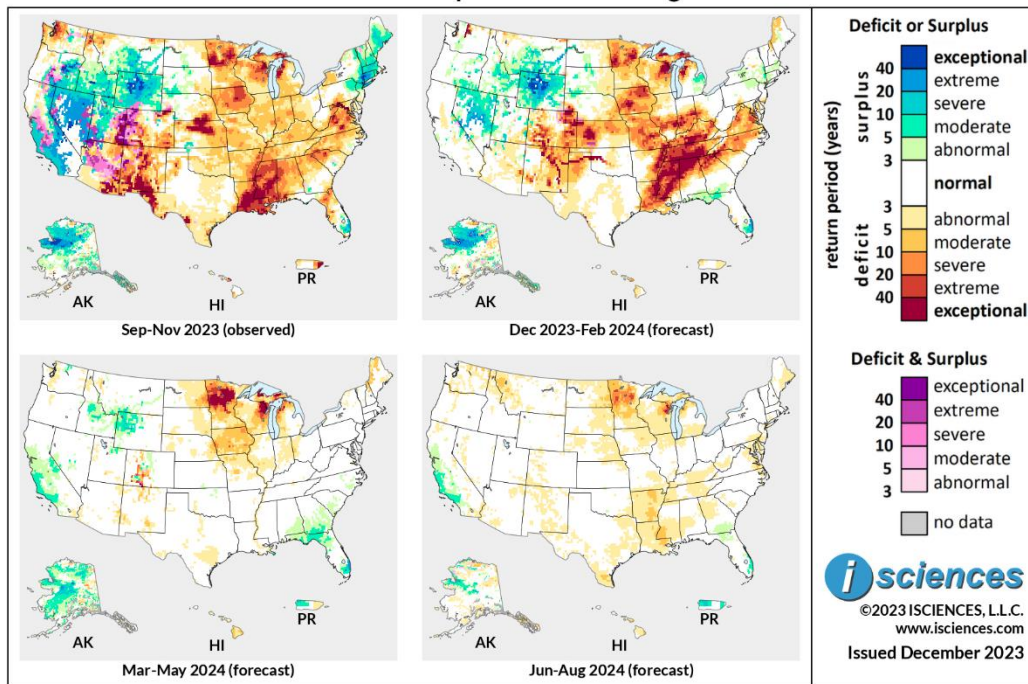 AK
HI
PR
Sep-Nov 2023 (observed)
AK
HI
PR
Dec 2023-Feb 2024 (forecast)
AK
HI
PR
Mar-May 2024 (forecast)
AK
HI
PR
Jun-Aug 2024 (forecast)
Deficit or Surplus
return period (years)
surplus
deficit
exceptional
40
extreme
20
severe
10
moderate
5
abnormal
3
normal
3
abnormal
5
moderate
10
severe
20
extreme
40
exceptional
Deficit & Surplus
exceptional
40
extreme
20
severe
10
moderate
5
abnormal
3
no data
i sciences
©2023 ISCIENCES, L.L.C.
www.isciences.com
Issued December 2023